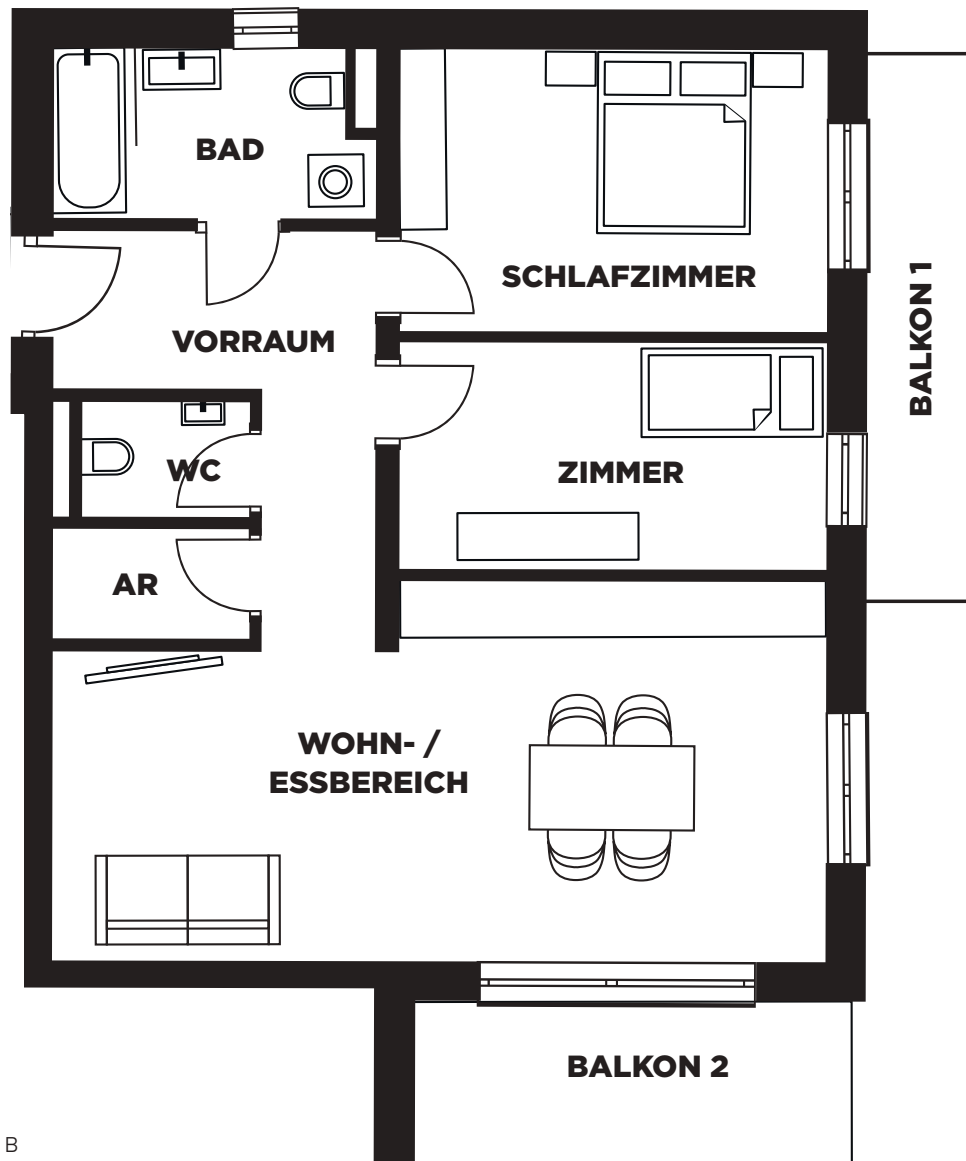 BAD
SCHLAFZIMMER
BALKON 1
VORRAUM
WC
ZIMMER
AR
WOHN- /
ESSBEREICH
BALKON 2
B